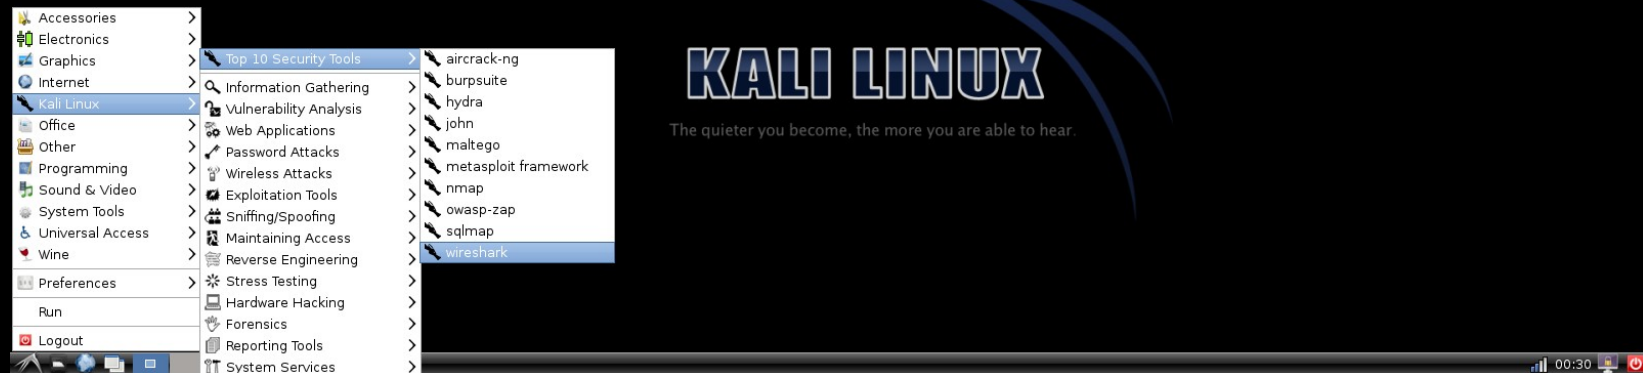 Accessories
Electronics
Graphics
Internet
Kali Linux
Office
Other
Programming
Sound & Video
System Tools
Universal Access
Wine
Preferences
Run
Logout
Top 10 Security Tools
Information Gathering
Vulnerability Analysis
Web Applications
Password Attacks
Wireless Attacks
Exploitation Tools
Sniffing/Spoofing
Maintaining Access
Reverse Engineering
Stress Testing
Hardware Hacking
Forensics
Reporting Tools
System Services
aircrack-ng
burpsuite
hydra
john
maltego
metasploit framework
nmap
owasp-zap
sqlmap
wireshark
KALI LINUX
The quieter you become, the more you are able to hear.
00:30